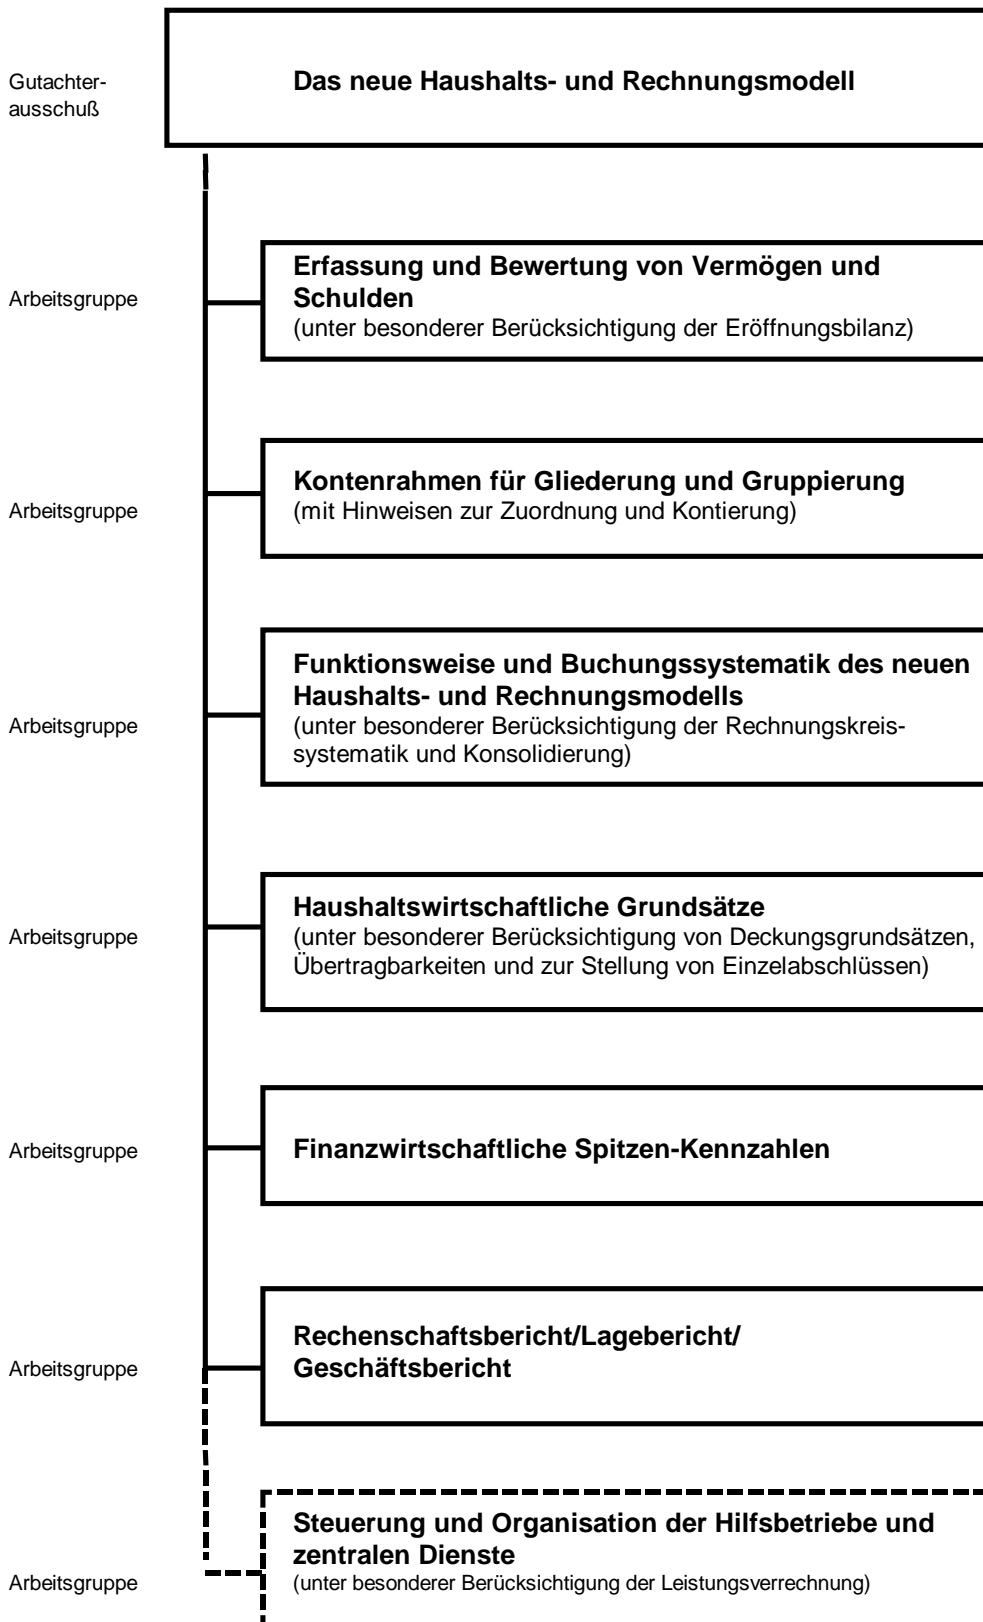 Gutachter-
ausschuß
Das neue Haushalts- und Rechnungsmodell
Arbeitsgruppe
Erfassung und Bewertung von Vermögen und
Schulden
(unter besonderer Berücksichtigung der Eröffnungsbilanz)
Arbeitsgruppe
Kontenrahmen für Gliederung und Gruppierung
(mit Hinweisen zur Zuordnung und Kontierung)
Arbeitsgruppe
Funktionsweise und Buchungssystematik des neuen
Haushalts- und Rechnungsmodells
(unter besonderer Berücksichtigung der Rechnungskreis-
systematik und Konsolidierung)
Arbeitsgruppe
Haushaltswirtschaftliche Grundsätze
(unter besonderer Berücksichtigung von Deckungsgrundsätzen,
Übertragbarkeiten und zur Stellung von Einzelabschlüssen)
Arbeitsgruppe
Finanzwirtschaftliche Spitzen-Kennzahlen
Arbeitsgruppe
Rechenschaftsbericht/Lagebericht/
Geschäftsbericht
Arbeitsgruppe
Steuerung und Organisation der Hilfsbetriebe und
zentralen Dienste
(unter besonderer Berücksichtigung der Leistungsverrechnung)